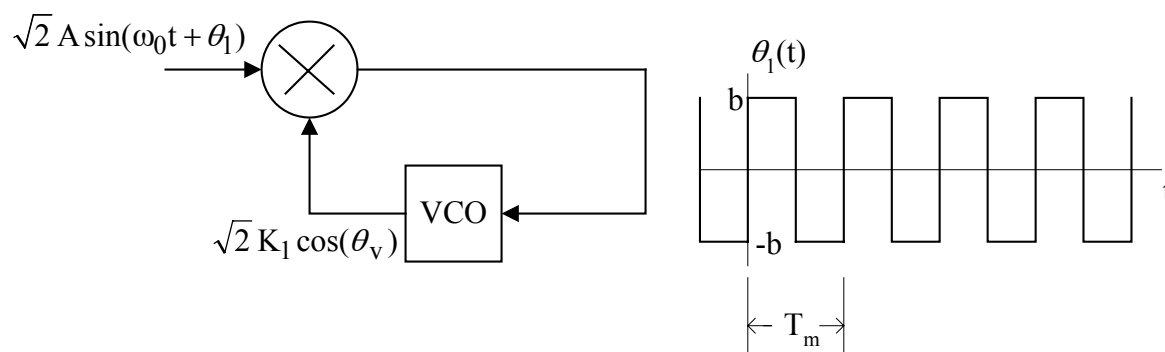 √2 A sin(ω₀t + θ₁)
VCO
√2 K₁ cos(θᵥ)
θ₁(t)
b
t
-b
Tₘ